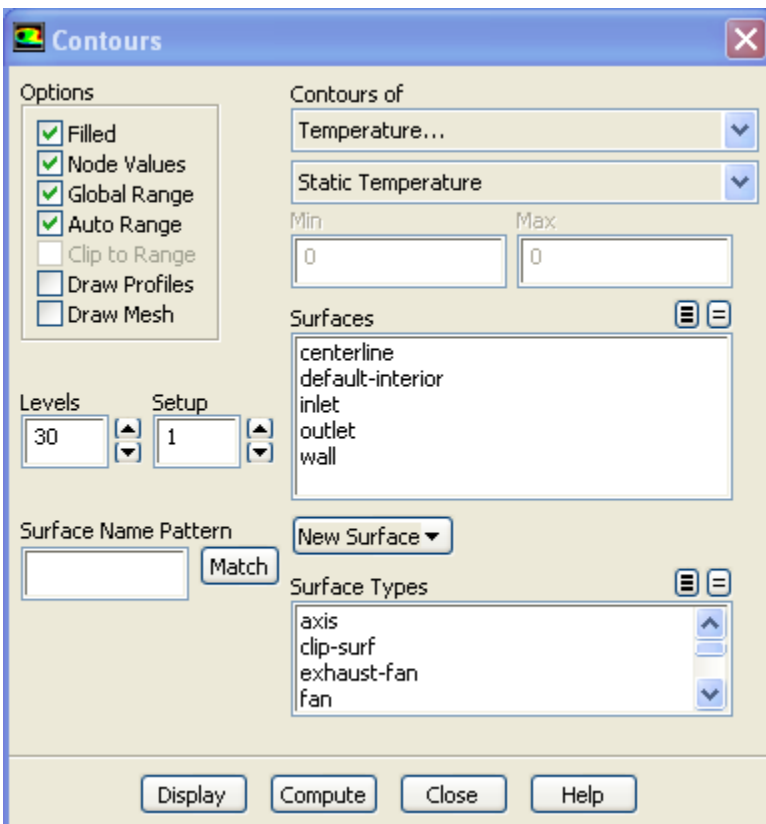 Contours
Options
Filled
Node Values
Global Range
Auto Range
Clip to Range
Draw Profiles
Draw Mesh
Levels
30
Setup
1
Surface Name Pattern
Match
Contours of
Temperature...
Static Temperature
Min
0
Max
0
Surfaces
centerline
default-interior
inlet
outlet
wall
New Surface
Surface Types
axis
clip-surf
exhaust-fan
fan
Display
Compute
Close
Help